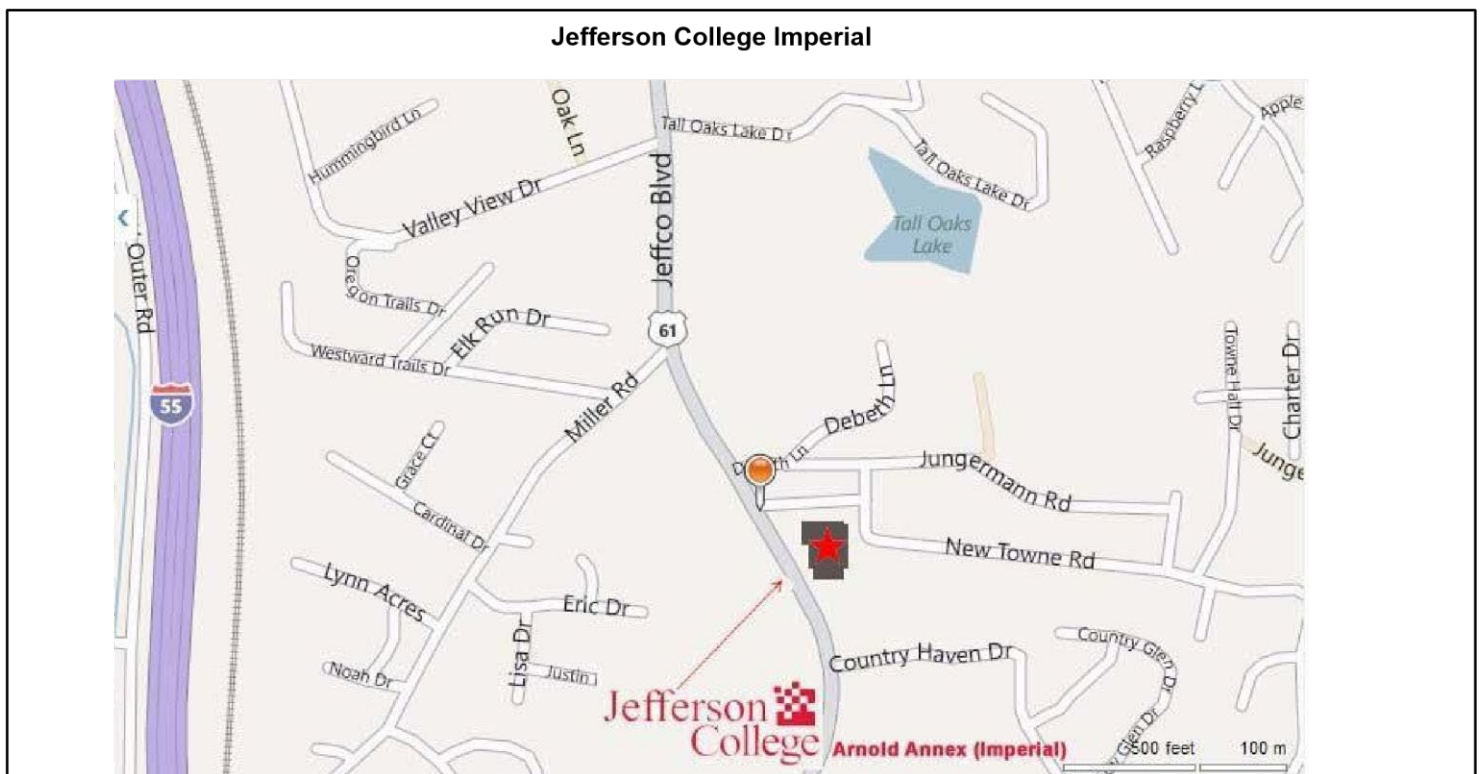 Jefferson College Imperial
Hummingbird Ln
Oak Ln
Tall Oaks Lake Dr
Raspberry L
Apple
Valley View Dr
Jeffco Blvd
Tall Oaks Lake Dr
Tall Oaks
Lake
Outer Rd
Oregon Trails Dr
Elk Run Dr
61
Westward Trails Dr
55
Miller Rd
Debeth Ln
Towne Hall Dr
Charter Dr
Grace Ct
Jungermann Rd
Junge
Cardinal Dr
New Towne Rd
Lynn Acres
Eric Dr
Lisa Dr
Noah Dr
Justin
Country Haven Dr
Country Glen Dr
Jefferson
College
Arnold Annex (Imperial)
Glen Dr
500 feet
100 m